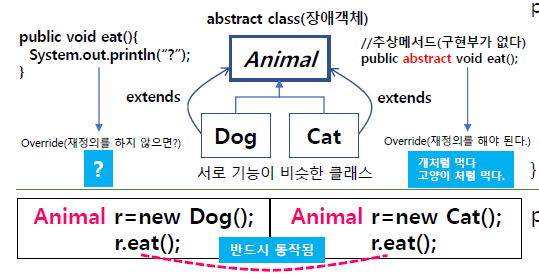 abstract class(장애객체)
public void eat(){
System.out.println("?");
}
Animal
//추상메서드(구현부가 없다)
public abstract void eat();
extends
extends
Dog
Cat
Override(재정의를 하지 않으면?)
?
서로 기능이 비슷한 클래스
Override(재정의를 해야 된다.)
개처럼 먹다
고양이 처럼 먹다.
}
Animal r=new Dog();
r.eat();
Animal r=new Cat();
r.eat();
반드시 동작됨